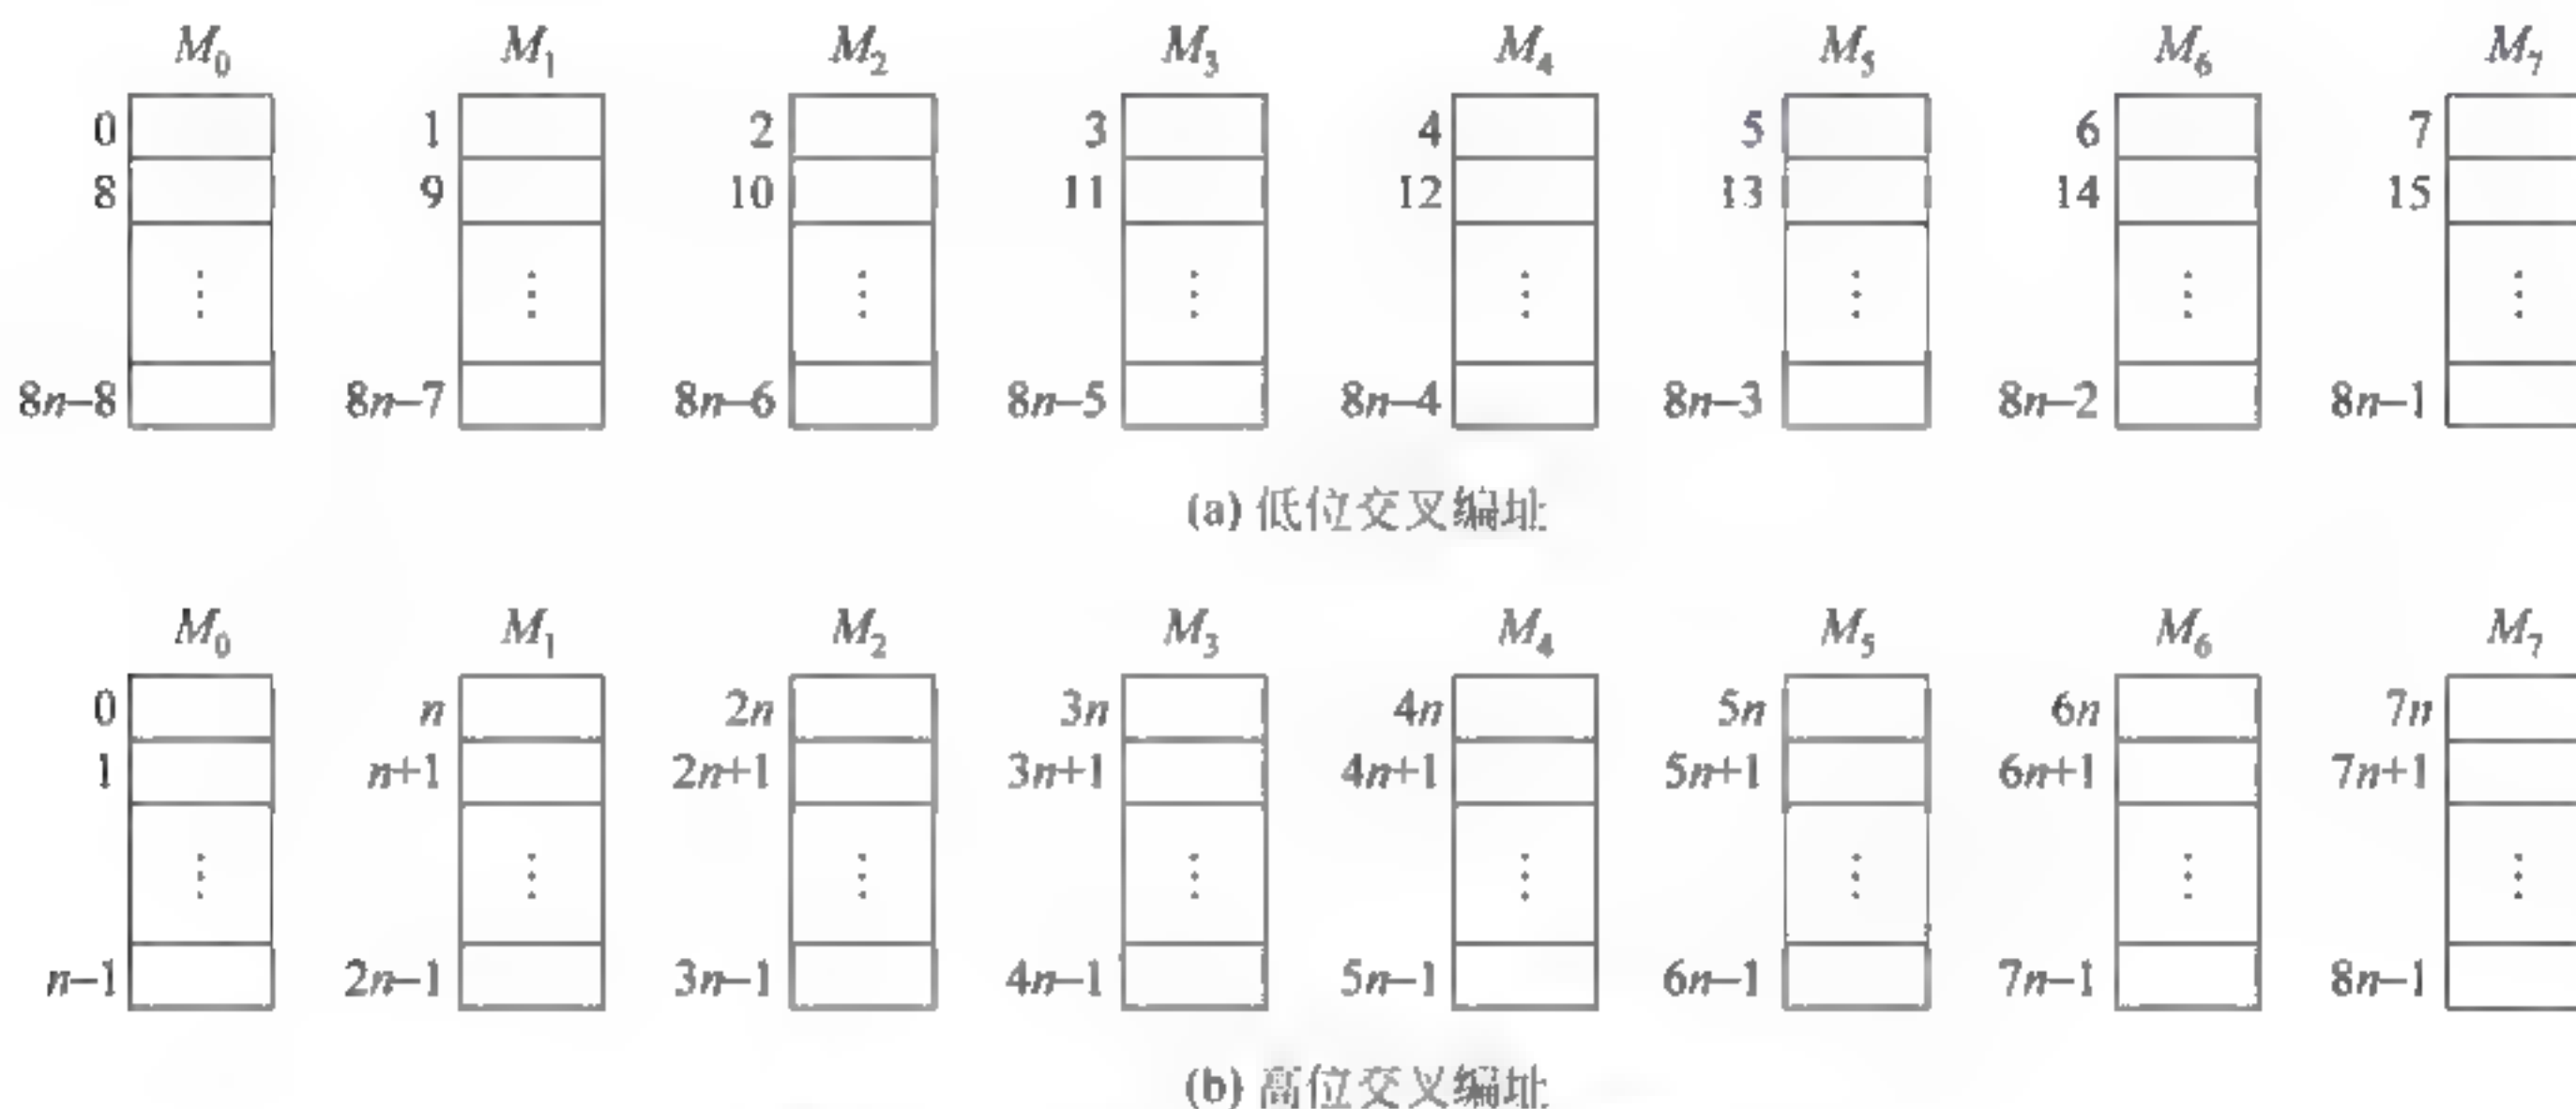 M0 M1 M2 M3 M4 M5 M6 M7
0 1 2 3 4 5 6 7
8 9 10 11 12 13 14 15
8n–8 8n–7 8n–6 8n–5 8n–4 8n–3 8n–2 8n–1
(a) 低位交叉编址
M0 M1 M2 M3 M4 M5 M6 M7
0 n 2n 3n 4n 5n 6n 7n
1 n+1 2n+1 3n+1 4n+1 5n+1 6n+1 7n+1
n–1 2n–1 3n–1 4n–1 5n–1 6n–1 7n–1 8n–1
(b) 高位交叉编址